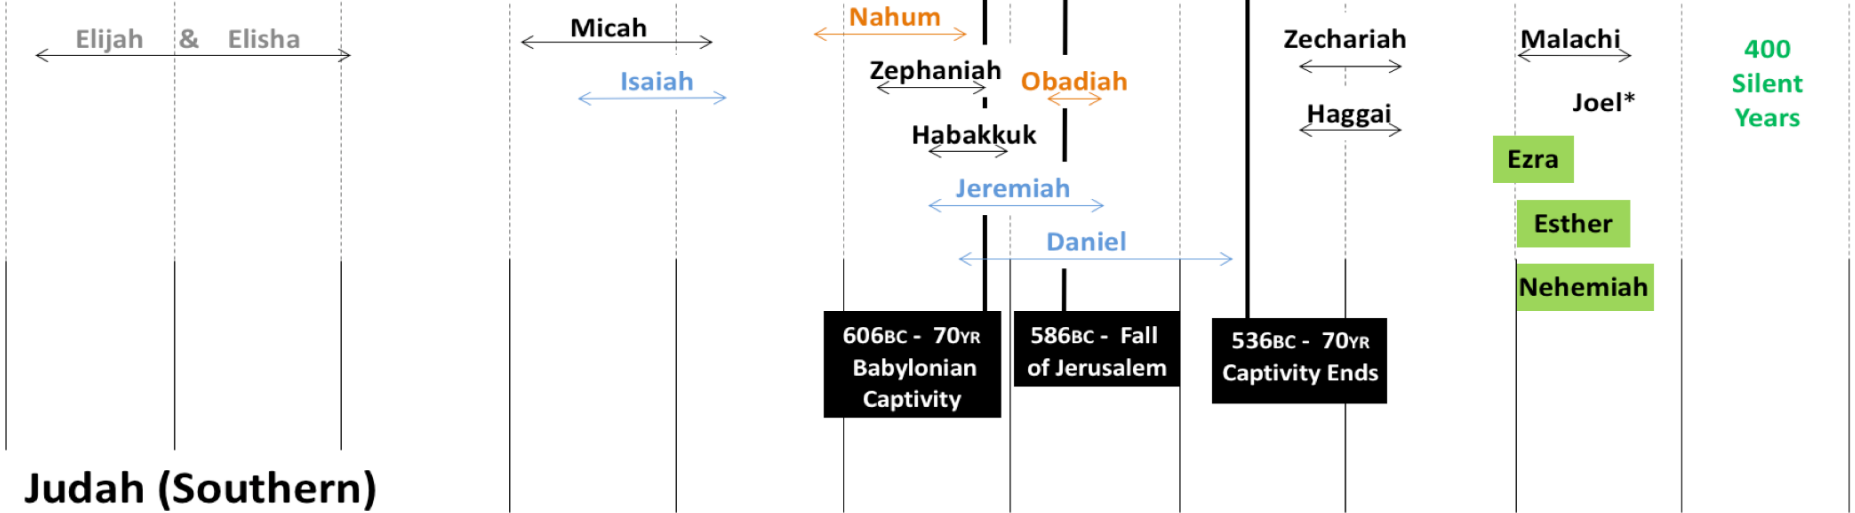 Elijah & Elisha
Micah
Isaiah
Nahum
Zephaniah
Obadiah
Habakkuk
Jeremiah
Daniel
Zechariah
Haggai
Malachi
Joel*
Ezra
Esther
Nehemiah
400
Silent
Years
606BC - 70YR
Babylonian
Captivity
586BC - Fall
of Jerusalem
536BC - 70YR
Captivity Ends
Judah (Southern)